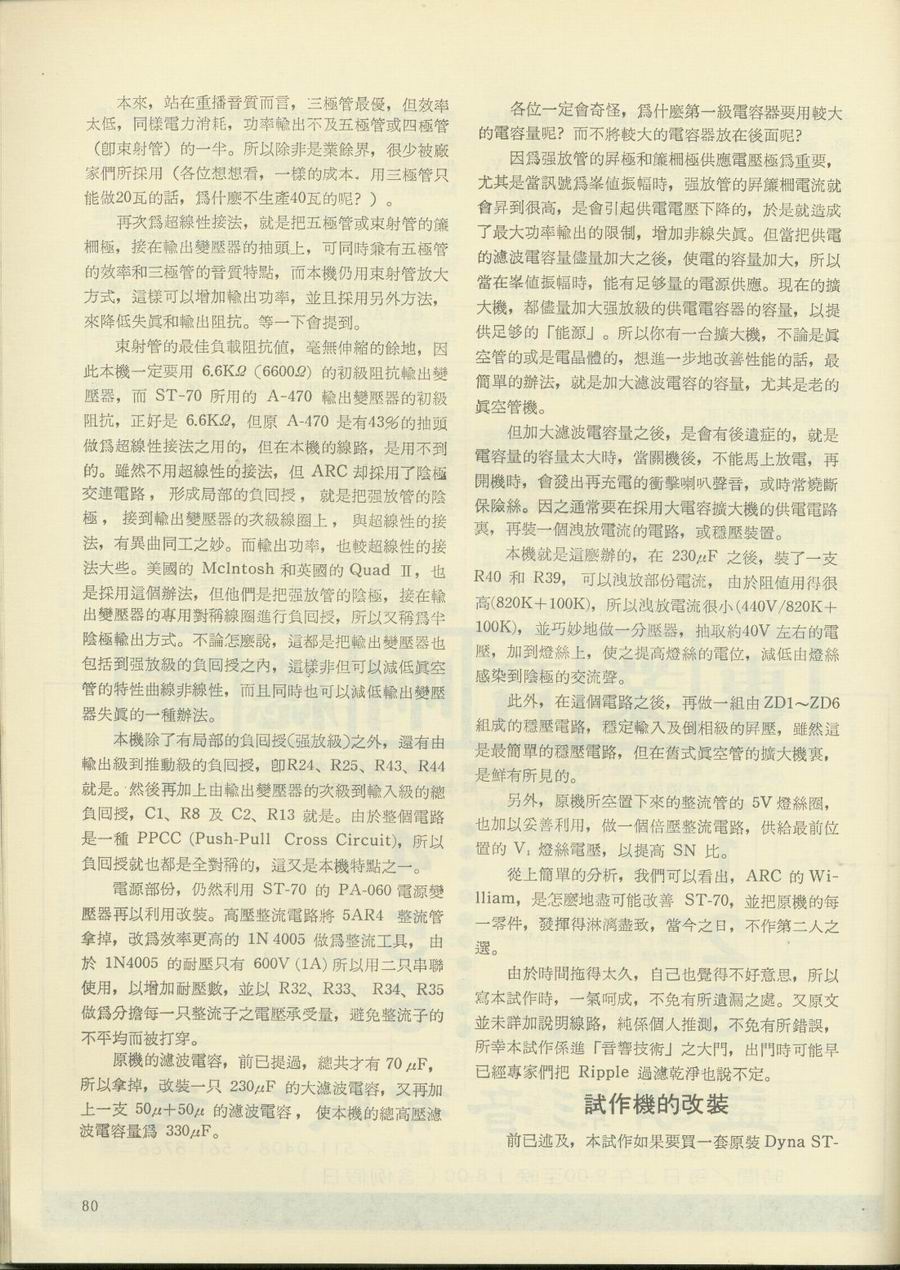 本來，站在重播音質而言，三極管最優，但效率
太低，同樣電力消耗，功率輸出不及五極管或四極管
（卽束射管）的一半。所以除非是業餘界，很少被廠
家們所採用（各位想想看，一樣的成本．用三極管只
能做20瓦的話，爲什麼不生產40瓦的呢？）。
再次爲超線性接法，就是把五極管或束射管的簾
柵極，接在輸出變壓器的抽頭上，可同時兼有五極管
的效率和三極管的音質特點，而本機仍用束射管放大
方式，這樣可以增加輸出功率，並且採用另外方法，
來降低失眞和輸出阻抗。等一下會提到。
束射管的最佳負載阻抗値，毫無伸縮的餘地，因
此本機一定要用 6.6KΩ（6600Ω）的初級阻抗輸出變
壓器，而 ST-70 所用的 A-470 輸出變壓器的初級
阻抗，正好是 6.6KΩ，但原 A-470 是有43%的抽頭
做爲超線性接法之用的，但在本機的線路，是用不到
的。雖然不用超線性的接法，但 ARC 却採用了陰極
交連電路，形成局部的負回授，就是把强放管的陰
極，接到輸出變壓器的次級線圈上，與超線性的接
法，有異曲同工之妙。而輸出功率，也較超線性的接
法大些。美國的 McIntosh 和英國的 Quad Ⅱ，也
是採用這個辦法，但他們是把强放管的陰極，接在輸
出變壓器的專用對稱線圈進行負回授，所以又稱爲半
陰極輸出方式。不論怎麼說，這都是把輸出變壓器也
包括到强放級的負回授之內，這樣非但可以減低眞空
管的特性曲線非線性，而且同時也可以減低輸出變壓
器失眞的一種辦法。
本機除了有局部的負回授（强放級）之外，還有由
輸出級到推動級的負回授，卽R24、R25、R43、R44
就是。然後再加上由輸出變壓器的次級到輸入級的總
負回授，C1、R8 及 C2、R13 就是。由於整個電路
是一種 PPCC (Push-Pull Cross Circuit)，所以
負回授就也都是全對稱的，這又是本機特點之一。
電源部份，仍然利用 ST-70 的 PA-060 電源變
壓器再以利用改裝。高壓整流電路將 5AR4 整流管
拿掉，改爲效率更高的 1N 4005 做爲整流工具，由
於 1N4005 的耐壓只有 600V (1A) 所以用二只串聯
使用，以增加耐壓數，並以 R32、R33、R34、R35
做爲分擔每一只整流子之電壓承受量，避免整流子的
不平均而被打穿。
原機的濾波電容，前已提過，總共才有 70 μF，
所以拿掉，改裝一只 230μF 的大濾波電容，又再加
上一支 50μ+50μ 的濾波電容，使本機的總高壓濾
波電容量爲 330μF。
各位一定會奇怪，爲什麼第一級電容器要用較大
的電容量呢？而不將較大的電容器放在後面呢？
因爲强放管的屛極和簾柵極供應電壓極爲重要，
尤其是當訊號爲峯値振幅時，强放管的屛簾柵電流就
會昇到很高，是會引起供電電壓下降的，於是就造成
了最大功率輸出的限制，增加非線失眞。但當把供電
的濾波電容量儘量加大之後，使電的容量加大，所以
當在峯値振幅時，能有足够量的電源供應。現在的擴
大機，都儘量加大强放級的供電電容器的容量，以提
供足够的「能源」。所以你有一台擴大機，不論是眞
空管的或是電晶體的，想進一步地改善性能的話，最
簡單的辦法，就是加大濾波電容的容量，尤其是老的
眞空管機。
但加大濾波電容量之後，是會有後遺症的，就是
電容量的容量太大時，當關機後，不能馬上放電，再
開機時，會發出再充電的衝擊喇叭聲音，或時常燒斷
保險絲。因之通常要在採用大電容擴大機的供電電路
裏，再裝一個洩放電流的電路，或穩壓裝置。
本機就是這麼辦的，在 230μF 之後，裝了一支
R40 和 R39，可以洩放部份電流，由於阻値用得很
高(820K＋100K)，所以洩放電流很小(440V/820K＋
100K)，並巧妙地做一分壓器，抽取約40V 左右的電
壓，加到燈絲上，使之提高燈絲的電位，減低由燈絲
感染到陰極的交流聲。
此外，在這個電路之後，再做一組由 ZD1～ZD6
組成的穩壓電路，穩定輸入及倒相級的屛壓，雖然這
是最簡單的穩壓電路，但在舊式眞空管的擴大機裏，
是鮮有所見的。
另外，原機所空置下來的整流管的 5V 燈絲圈，
也加以妥善利用，做一個倍壓整流電路，供給最前位
置的 V₁ 燈絲電壓，以提高 SN 比。
從上簡單的分析，我們可以看出，ARC 的 Wi-
lliam，是怎麼地盡可能改善 ST-70，並把原機的每
一零件，發揮得淋漓盡致，當今之日，不作第二人之
選。
由於時間拖得太久，自己也覺得不好意思，所以
寫本試作時，一氣呵成，不免有所遺漏之處。又原文
並未詳加說明線路，純係個人推測，不免有所錯誤，
所幸本試作係進「音響技術」之大門，出門時可能早
已經專家們把 Ripple 過濾乾淨也說不定。
試作機的改裝
前已述及，本試作如果要買一套原裝 Dyna ST-
80